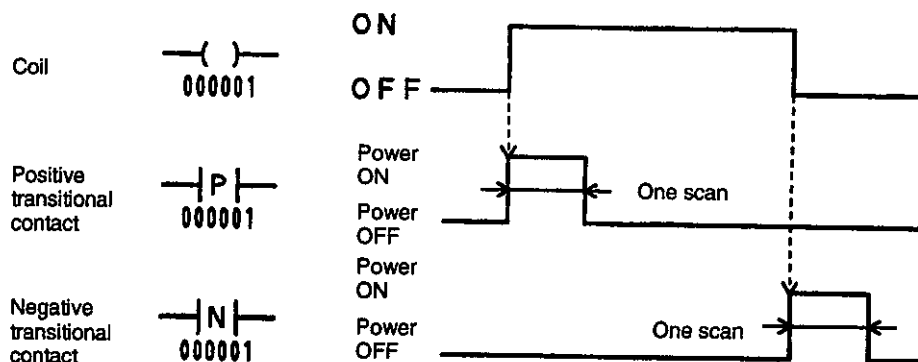 Coil
( )
000001
ON
OFF
Positive
transitional
contact
P
000001
Power
ON
Power
OFF
One scan
Negative
transitional
contact
N
000001
Power
ON
Power
OFF
One scan